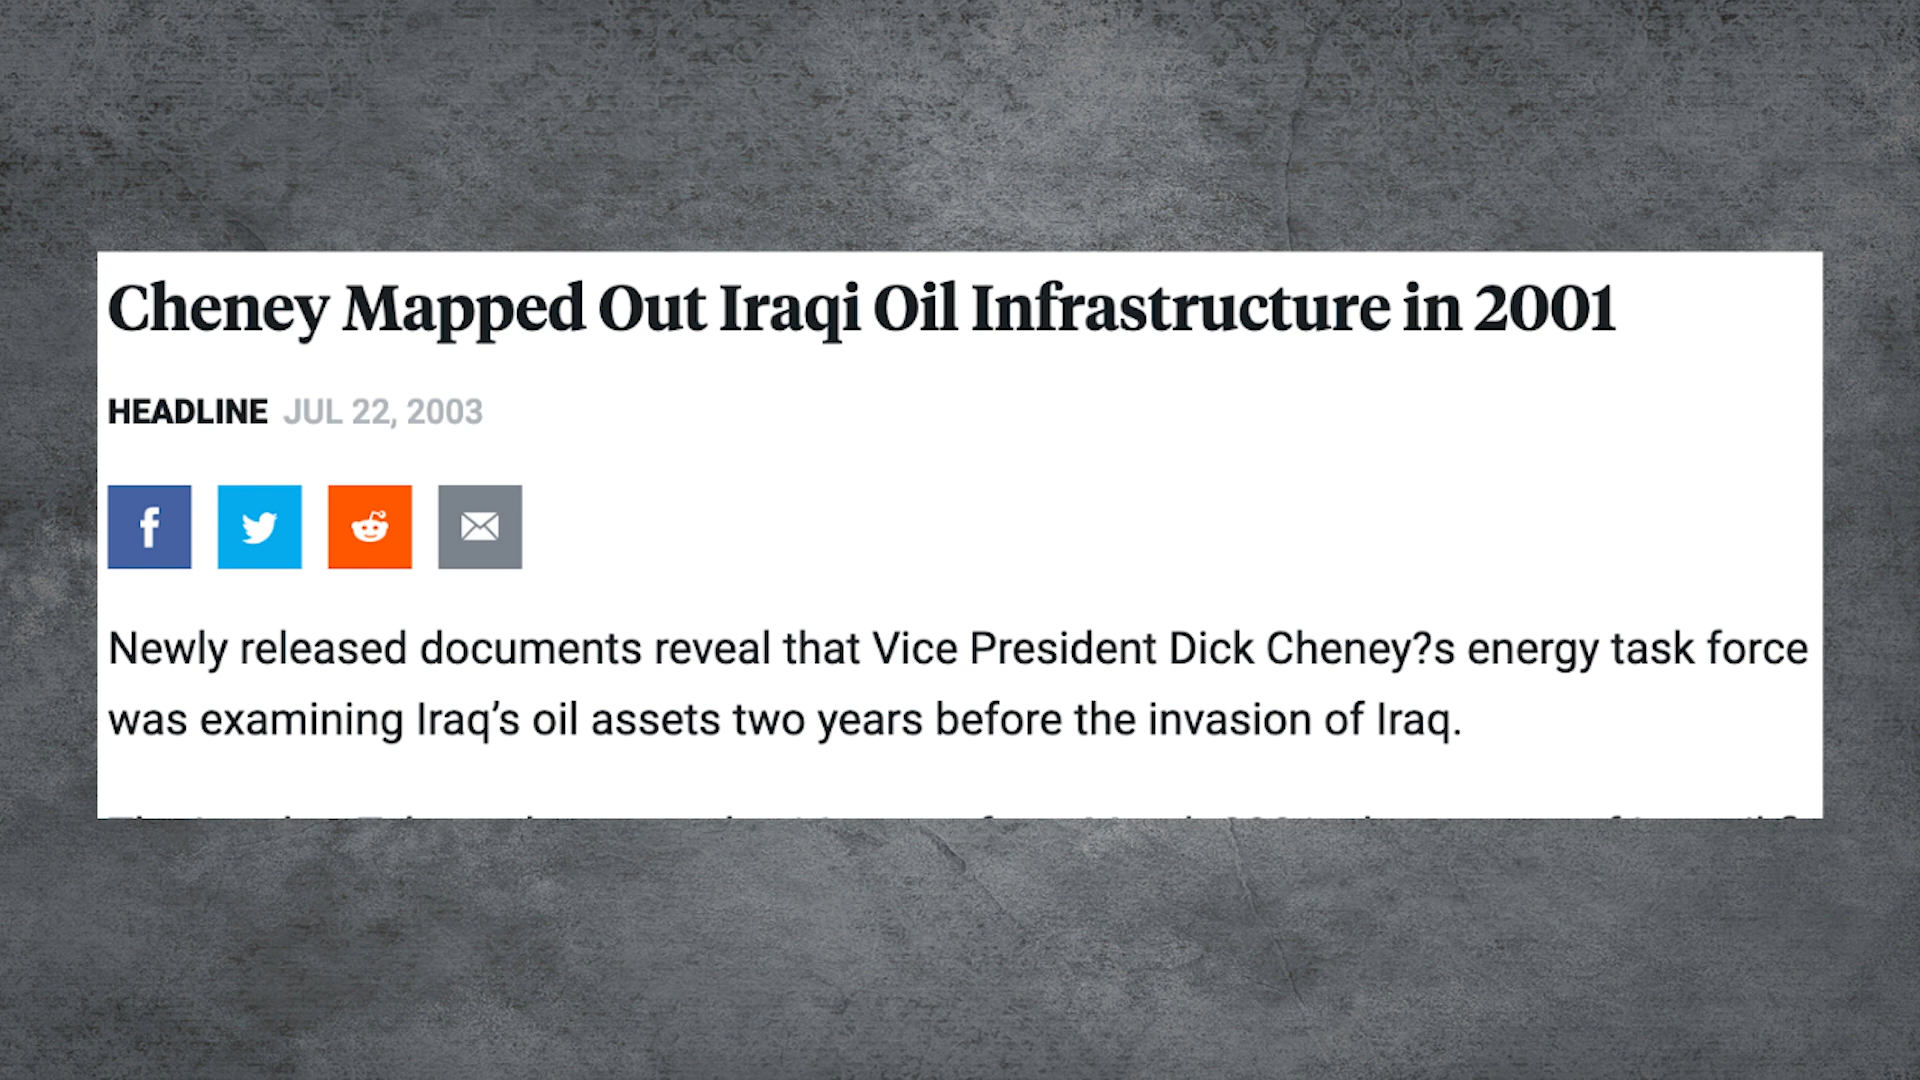 Cheney Mapped Out Iraqi Oil Infrastructure in 2001
HEADLINE JUL 22, 2003
Newly released documents reveal that Vice President Dick Cheney?s energy task force
was examining Iraq’s oil assets two years before the invasion of Iraq.